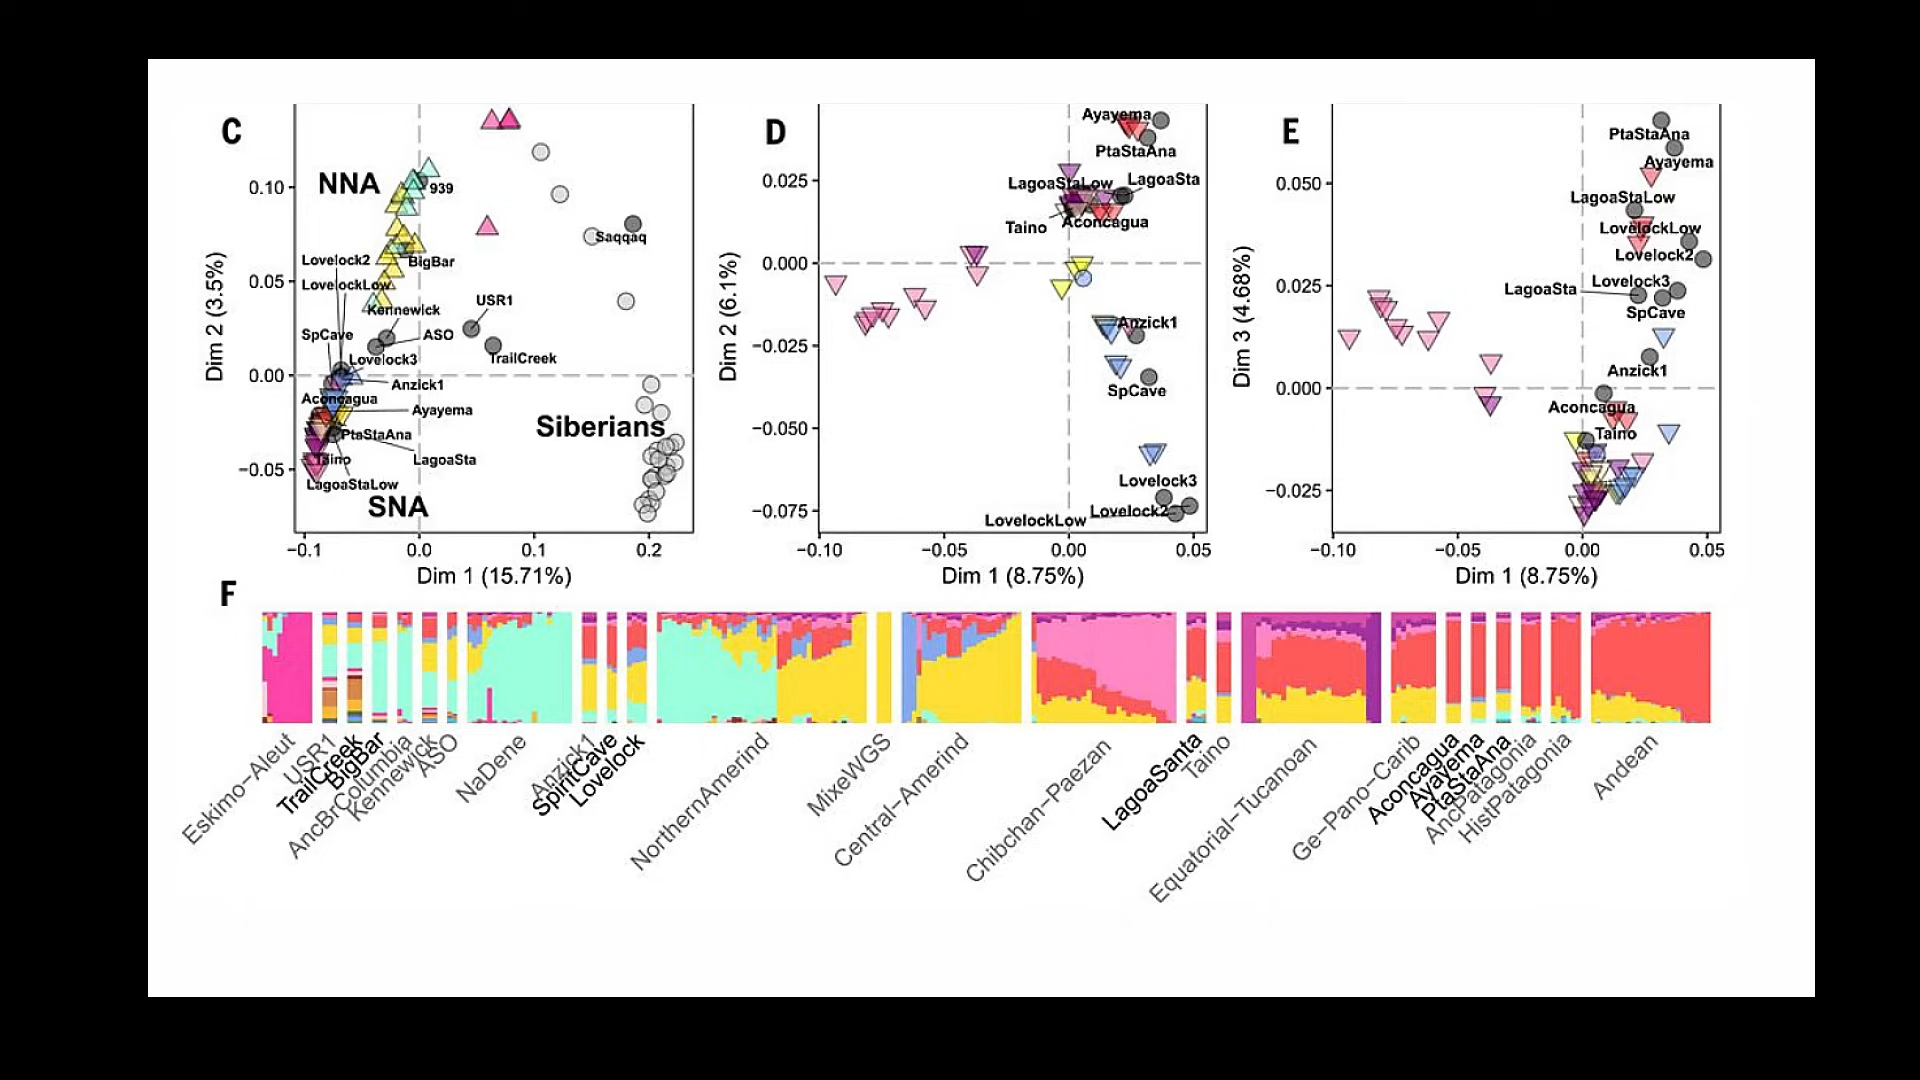 C
NNA
939
Saqqaq
Lovelock2
BigBar
LovelockLow
USR1
Kennewick
SpCave
ASO
TrailCreek
Lovelock3
Anzick1
Aconcagua
Ayayema
Siberians
PtaStaAna
Taino
LagoaSta
LagoaStaLow
SNA
0.10
0.05
0.00
−0.05
−0.1
0.0
0.1
0.2
Dim 2 (3.5%)
Dim 1 (15.71%)
D
Ayayema
PtaStaAna
LagoaStaLow
LagoaSta
Taino
Aconcagua
Anzick1
SpCave
Lovelock3
Lovelock2
LovelockLow
0.025
0.000
−0.025
−0.050
−0.075
−0.10
−0.05
0.00
0.05
Dim 2 (6.1%)
Dim 1 (8.75%)
E
PtaStaAna
Ayayema
LagoaStaLow
LovelockLow
Lovelock2
Lovelock3
LagoaSta
SpCave
Anzick1
Aconcagua
Taino
0.050
0.025
0.000
−0.025
−0.10
−0.05
0.00
0.05
Dim 3 (4.68%)
Dim 1 (8.75%)
F
Eskimo−Aleut
USR1
TrailCreek
BigBar
AncBrColumbia
Kennewick
ASO
NaDene
Anzick1
SpiritCave
Lovelock
NorthernAmerind
MixeWGS
Central−Amerind
Chibchan−Paezan
LagoaSanta
Taino
Equatorial−Tucanoan
Ge−Pano−Carib
Aconcagua
Ayayema
PtaStaAna
AncPatagonia
HistPatagonia
Andean